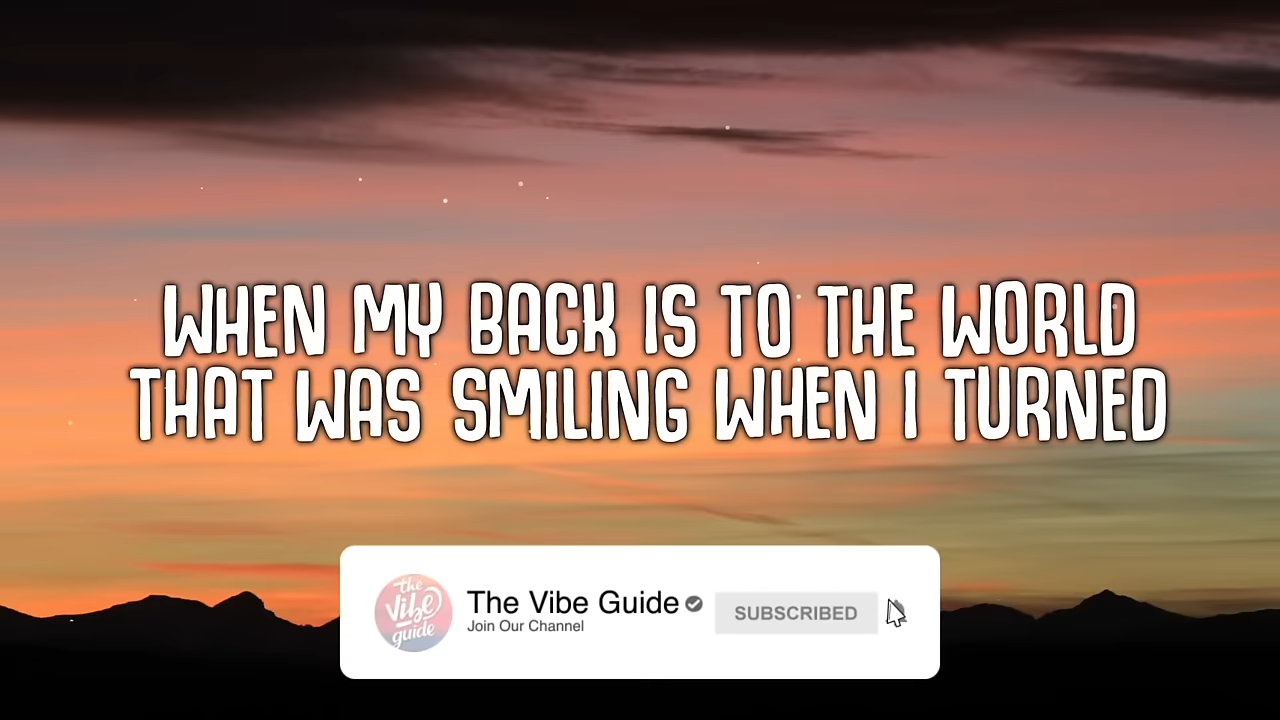 WHEN MY BACK IS TO THE WORLD
THAT WAS SMILING WHEN I TURNED
the
Vibe
guide
The Vibe Guide
Join Our Channel
SUBSCRIBED